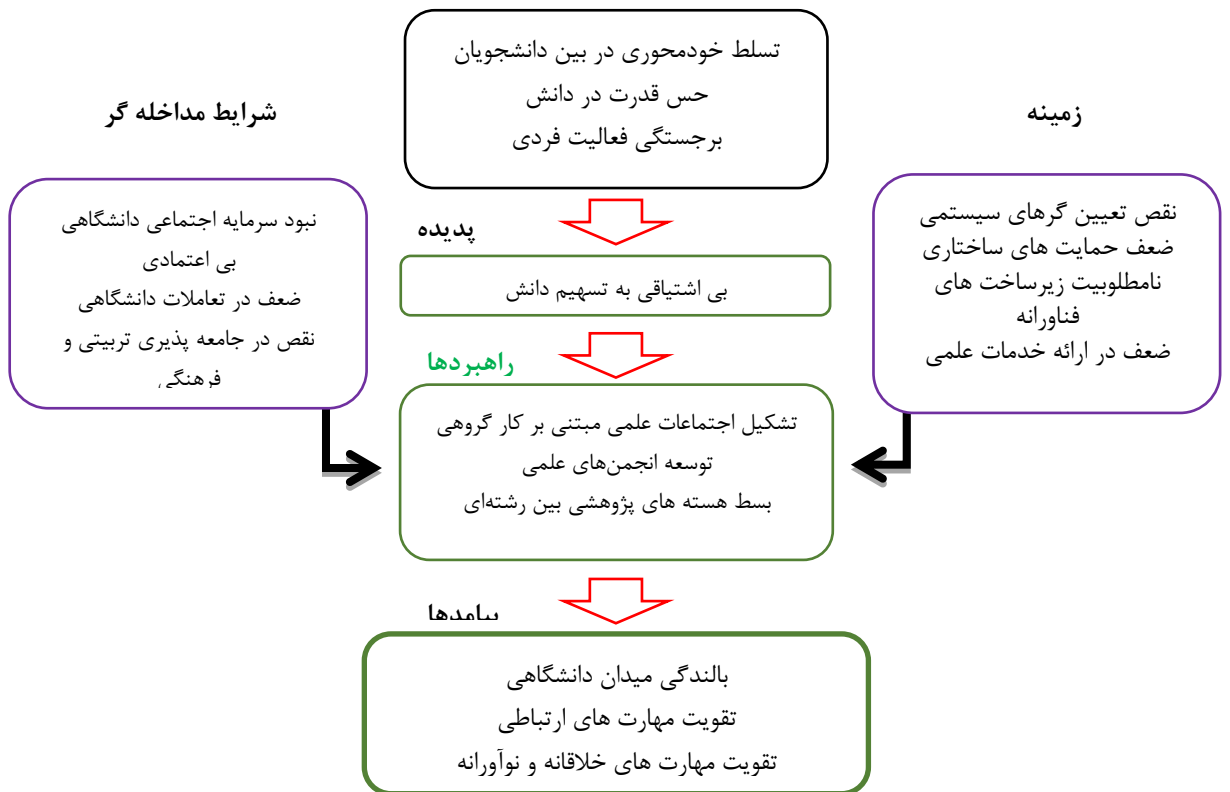 تسلط خودمحوری در بین دانشجویان
حس قدرت در دانش
برجستگی فعالیت فردی
زمینه
نقص تعیین گرهای سیستمی
ضعف حمایت های ساختاری
نامطلوبیت زیرساخت های
فناورانه
ضعف در ارائه خدمات علمی
شرایط مداخله گر
نبود سرمایه اجتماعی دانشگاهی
بی اعتمادی
ضعف در تعاملات دانشگاهی
نقص در جامعه پذیری تربیتی و
فرهنگی
پدیده
بی اشتیاقی به تسهیم دانش
راهبردها
تشکیل اجتماعات علمی مبتنی بر کار گروهی
توسعه انجمن‌های علمی
بسط هسته های پژوهشی بین رشته‌ای
پیامدها
بالندگی میدان دانشگاهی
تقویت مهارت های ارتباطی
تقویت مهارت های خلاقانه و نوآورانه